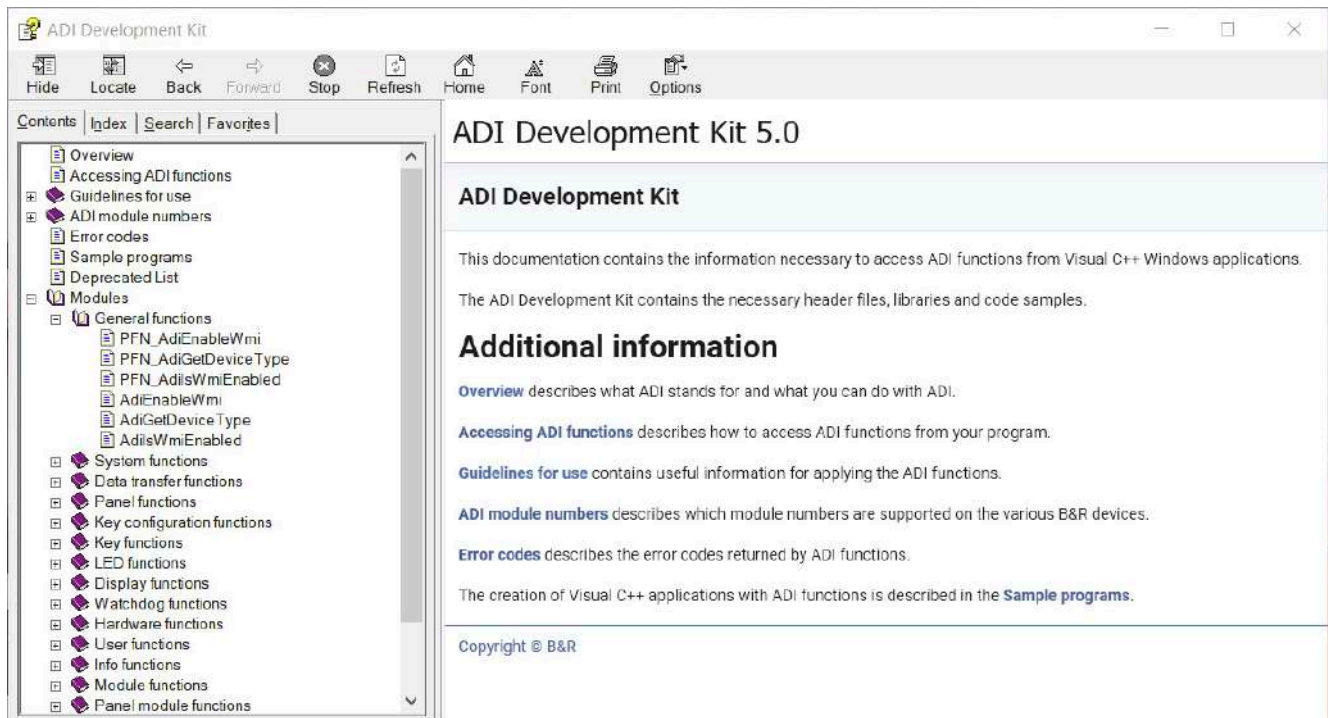 ADI Development Kit
Hide Locate Back Forward Stop Refresh Home Font Print Options
Contents Index Search Favorites
Overview
Accessing ADI functions
Guidelines for use
ADI module numbers
Error codes
Sample programs
Deprecated List
Modules
General functions
PFN_AdiEnableWmi
PFN_AdiGetDeviceType
PFN_AdiIsWmiEnabled
AdiEnableWmi
AdiGetDeviceType
AdiIsWmiEnabled
System functions
Data transfer functions
Panel functions
Key configuration functions
Key functions
LED functions
Display functions
Watchdog functions
Hardware functions
User functions
Info functions
Module functions
Panel module functions
ADI Development Kit 5.0
ADI Development Kit
This documentation contains the information necessary to access ADI functions from Visual C++ Windows applications.
The ADI Development Kit contains the necessary header files, libraries and code samples.
Additional information
Overview describes what ADI stands for and what you can do with ADI.
Accessing ADI functions describes how to access ADI functions from your program.
Guidelines for use contains useful information for applying the ADI functions.
ADI module numbers describes which module numbers are supported on the various B&R devices.
Error codes describes the error codes returned by ADI functions.
The creation of Visual C++ applications with ADI functions is described in the Sample programs.
Copyright © B&R